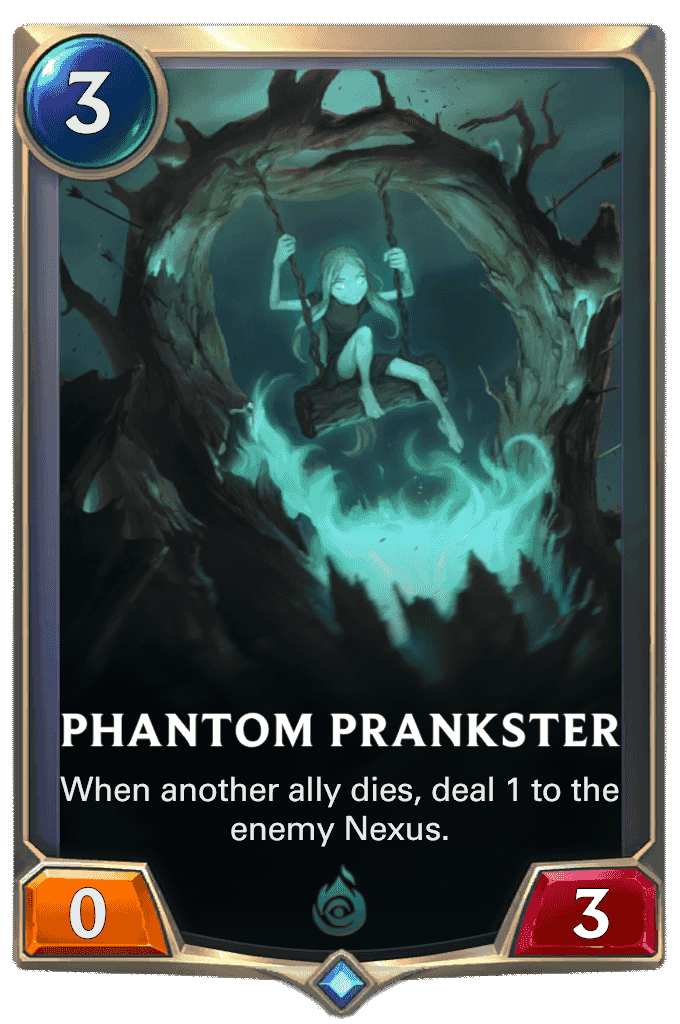 3
PHANTOM PRANKSTER
When another ally dies, deal 1 to the
enemy Nexus.
0
3